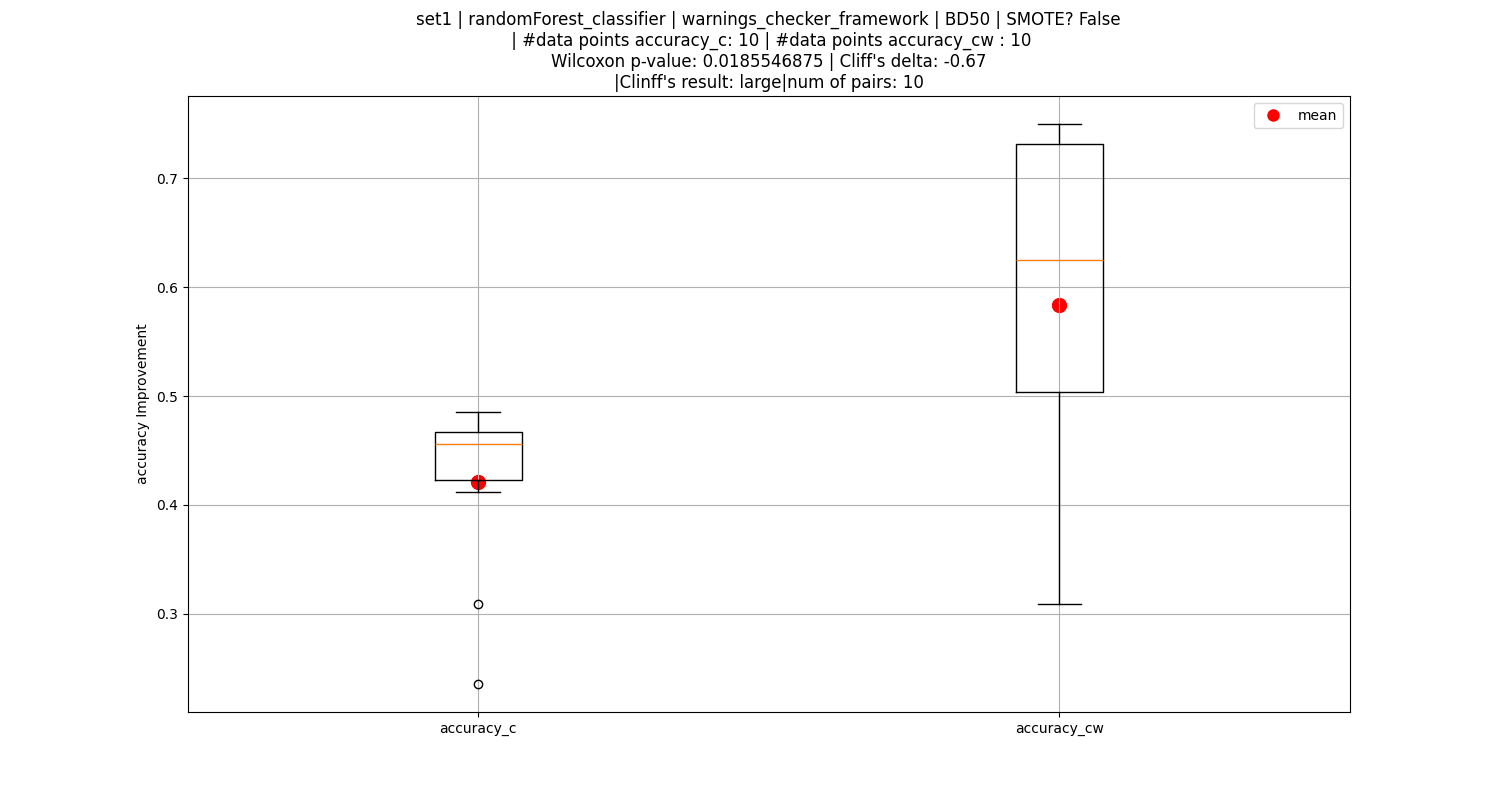 set1 | randomForest_classifier | warnings_checker_framework | BD50 | SMOTE? False
| #data points accuracy_c: 10 | #data points accuracy_cw : 10
Wilcoxon p-value: 0.0185546875 | Cliff's delta: -0.67
|Clinff's result: large|num of pairs: 10
mean
0.7
0.6
0.5
0.4
0.3
accuracy Improvement
accuracy_c
accuracy_cw